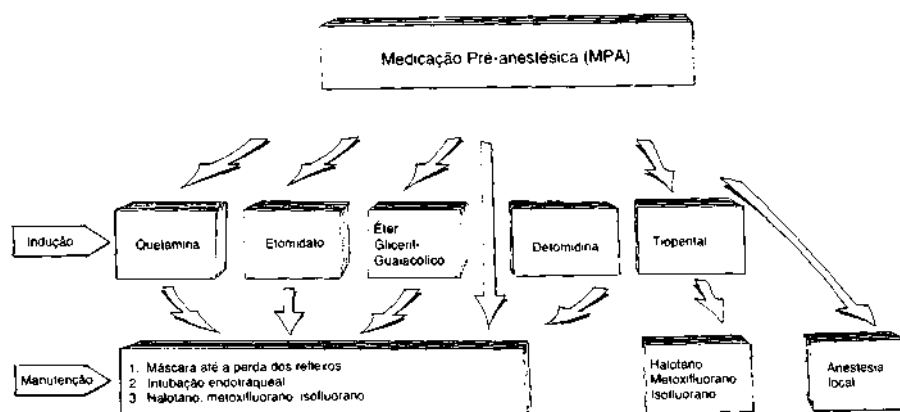 Medicação Pré-anestésica (MPA)
Indução
Quetamina
Etomidato
Éter
Gliceril-
Guaiacólico
Detomidina
Tiopental
Manutenção
1. Máscara até a perda dos reflexos
2 Intubação endotraqueal
3 Halotano, metoxifluorano, isofluorano
Halotano
Metoxifluorano
Isofluorano
Anestesia
local